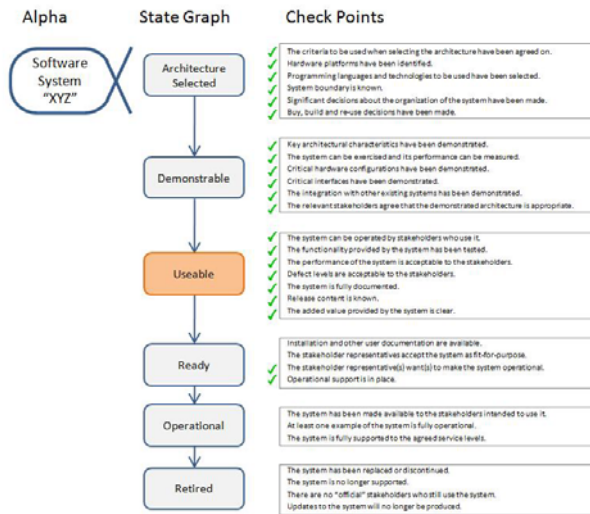 Alpha
State Graph
Check Points
Software
System
"XYZ"
Architecture
Selected
The criteria to be used when selecting the architecture have been agreed on.
Hardware platforms have been identified.
Programming languages and technologies to be used have been selected.
System boundary is known.
Significant decisions about the organization of the system have been made.
Buy, build and re-use decisions have been made.
Demonstrable
Key architectural characteristics have been demonstrated.
The system can be exercised and its performance can be measured.
Critical hardware configurations have been demonstrated.
Critical interfaces have been demonstrated.
The integration with other existing systems has been demonstrated.
The relevant stakeholders agree that the demonstrated architecture is appropriate.
Useable
The system can be operated by stakeholders who use it.
The functionality provided by the system has been tested.
The performance of the system is acceptable to the stakeholders.
Defect levels are acceptable to the stakeholders.
The system is fully documented.
Release content is known.
The added value provided by the system is clear.
Ready
Installation and other user documentation are available.
The stakeholder representatives accept the system as fit-for-purpose.
The stakeholder representative(s) want(s) to make the system operational.
Operational support is in place.
Operational
The system has been made available to the stakeholders intended to use it.
At least one example of the system is fully operational.
The system is fully supported to the agreed service levels.
Retired
The system has been replaced or discontinued.
The system is no longer supported.
There are no "official" stakeholders who still use the system.
Updates to the system will no longer be produced.